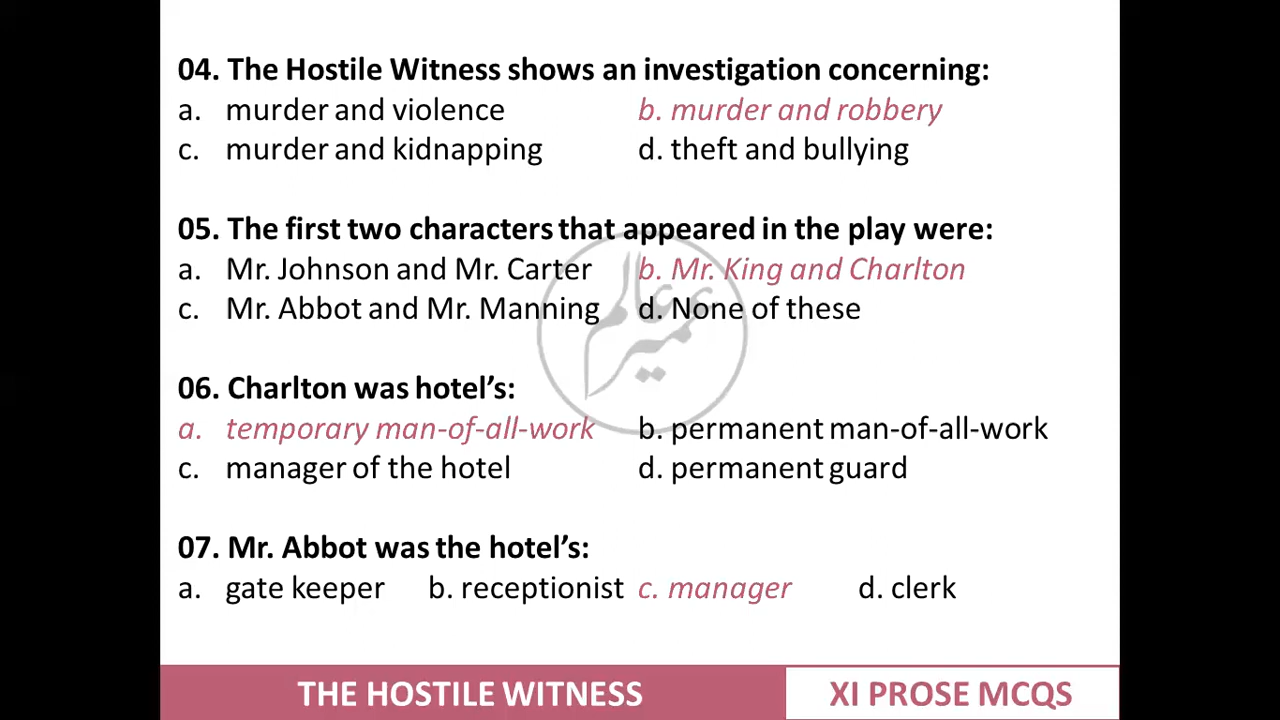 04. The Hostile Witness shows an investigation concerning:
a. murder and violence b. murder and robbery
c. murder and kidnapping d. theft and bullying
05. The first two characters that appeared in the play were:
a. Mr. Johnson and Mr. Carter b. Mr. King and Charlton
c. Mr. Abbot and Mr. Manning d. None of these
عمیر عالم
06. Charlton was hotel’s:
a. temporary man-of-all-work b. permanent man-of-all-work
c. manager of the hotel d. permanent guard
07. Mr. Abbot was the hotel’s:
a. gate keeper b. receptionist c. manager d. clerk
THE HOSTILE WITNESS XI PROSE MCQS